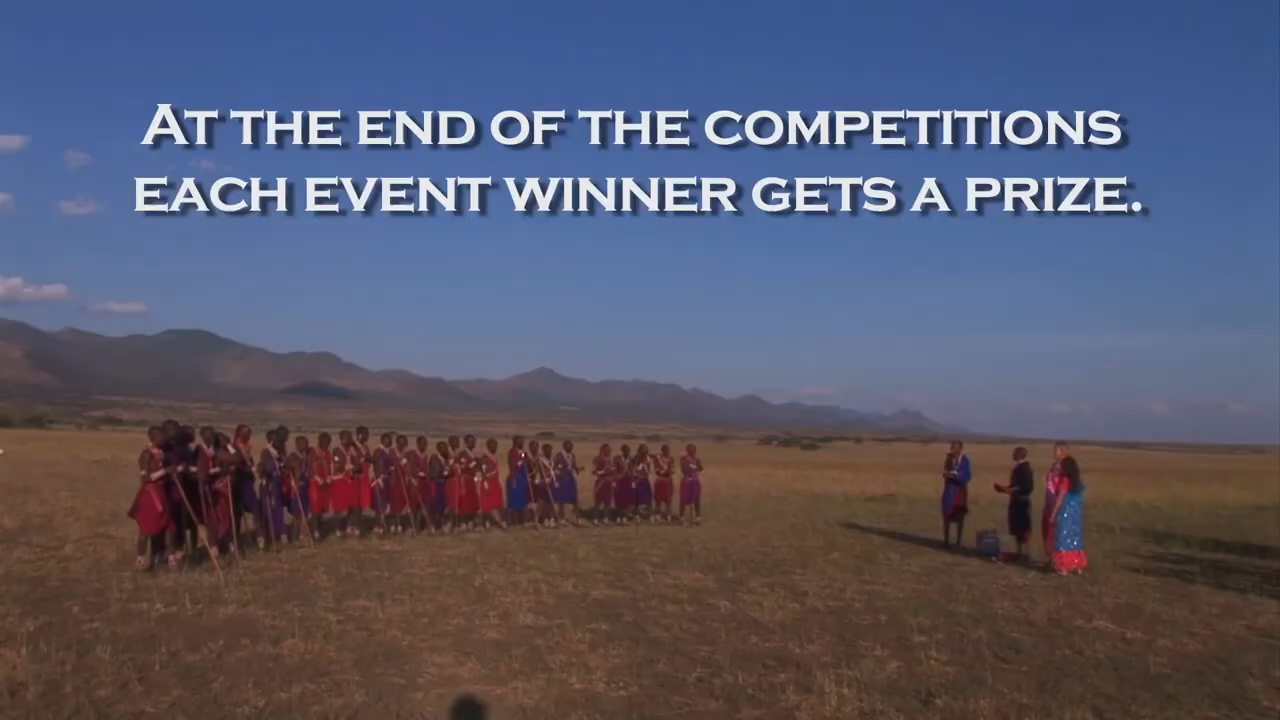 At the end of the competitions
each event winner gets a prize.